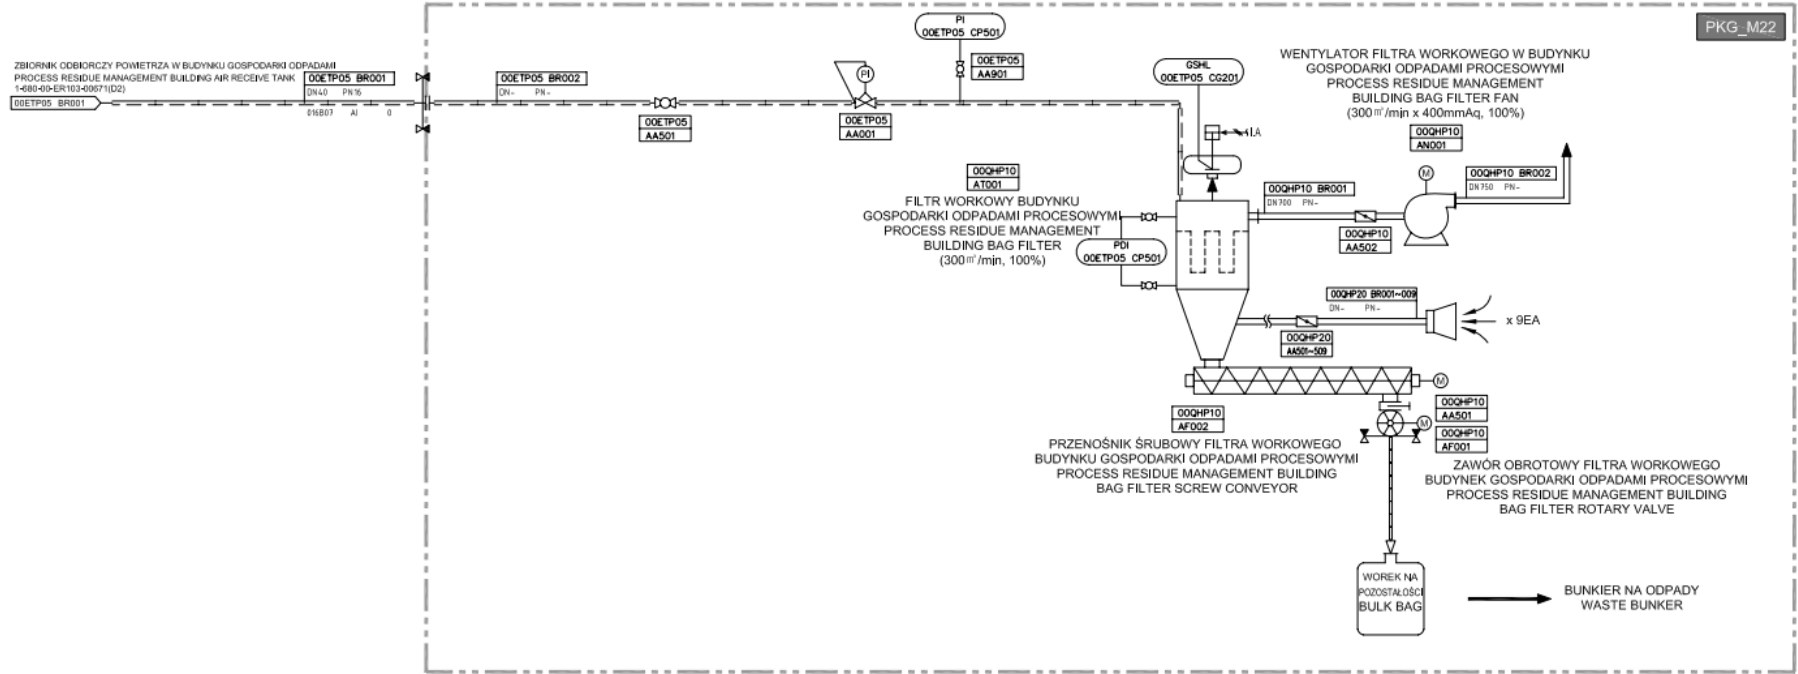 PKG_M22
ZBIORNIK ODBIORCZY POWIETRZA W BUDYNKU GOSPODARKI ODPADAMI
PROCESS RESIDUE MANAGEMENT BUILDING AIR RECEIVE TANK
1-680-00-ER103-00671(D2)
00ETP05 BR001
00ETP05 BR001
DN40 PN16
016B07 AI 0
00ETP05 BR002
DN- PN-
00ETP05
AA501
PI
00ETP05
AA001
PI
00ETP05 CP501
00ETP05
AA901
GSHL
00ETP05 CG201
I.A
WENTYLATOR FILTRA WORKOWEGO W BUDYNKU
GOSPODARKI ODPADAMI PROCESOWYMI
PROCESS RESIDUE MANAGEMENT
BUILDING BAG FILTER FAN
(300㎥/min x 400mmAq, 100%)
00QHP10
AN001
M
00QHP10 BR002
DN750 PN-
00QHP10 BR001
DN700 PN-
00QHP10
AA502
00QHP10
AT001
FILTR WORKOWY BUDYNKU
GOSPODARKI ODPADAMI PROCESOWYMI
PROCESS RESIDUE MANAGEMENT
BUILDING BAG FILTER
(300㎥/min, 100%)
PDI
00ETP05 CP501
00QHP20 BR001~009
DN- PN-
x 9EA
00QHP20
AA501~509
M
00QHP10
AF002
PRZENOŚNIK ŚRUBOWY FILTRA WORKOWEGO
BUDYNKU GOSPODARKI ODPADAMI PROCESOWYMI
PROCESS RESIDUE MANAGEMENT BUILDING
BAG FILTER SCREW CONVEYOR
00QHP10
AA501
M
00QHP10
AF001
ZAWÓR OBROTOWY FILTRA WORKOWEGO
BUDYNEK GOSPODARKI ODPADAMI PROCESOWYMI
PROCESS RESIDUE MANAGEMENT BUILDING
BAG FILTER ROTARY VALVE
WOREK NA
POZOSTAŁOŚCI
BULK BAG
BUNKIER NA ODPADY
WASTE BUNKER